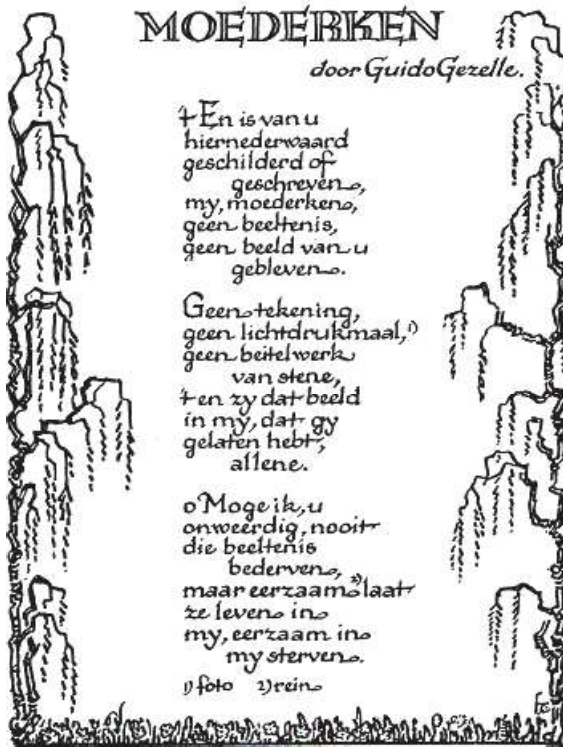 MOEDERKEN
door Guido Gezelle.
't En is van u
hiernederwaard
geschilderd of
geschreven,
my, moederken,
geen beeltenis,
geen beeld van u
gebleven.
Geen tekening,
geen lichtdrukmaal,¹⁾
geen beitelwerk
van stene,
't en zy dat beeld
in my, dat gy
gelaten hebt,
allene.
o Moge ik, u
onweerdig, nooit
die beeltenis
bederven,
maar eerzaam²⁾ laat
ze leven in
my, eerzaam in
my sterven.
1) foto 2) rein